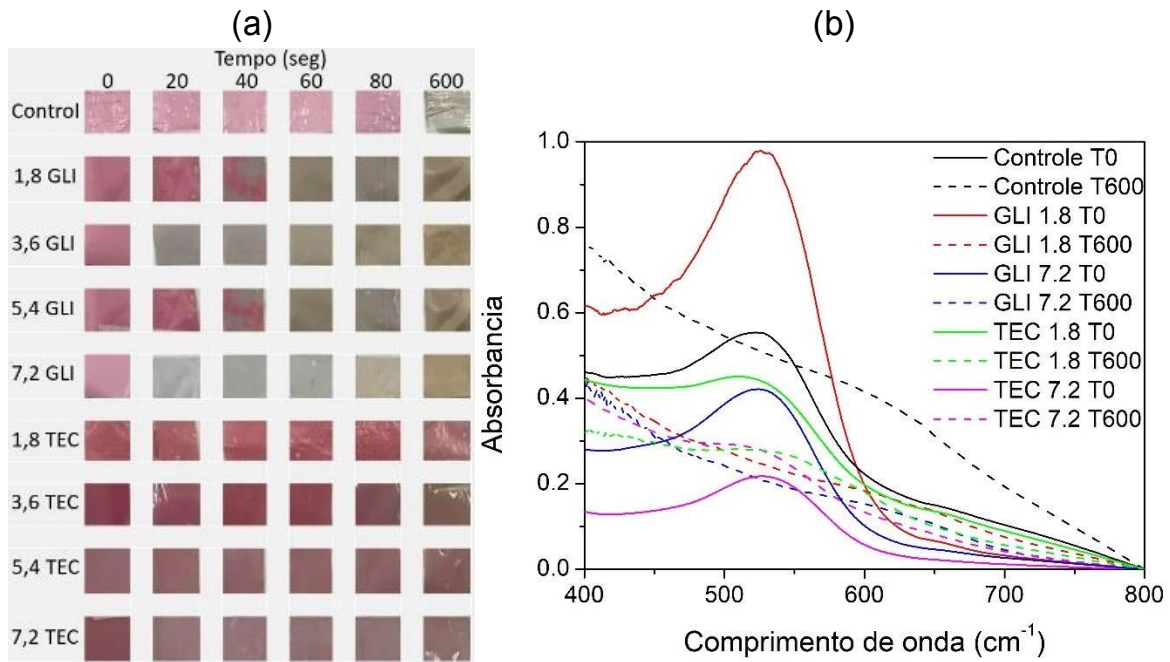 (a)
Tempo (seg)
0 20 40 60 80 600
Control
1,8 GLI
3,6 GLI
5,4 GLI
7,2 GLI
1,8 TEC
3,6 TEC
5,4 TEC
7,2 TEC
(b)
Absorbancia
1.0
0.8
0.6
0.4
0.2
0.0
400 500 600 700 800
Comprimento de onda (cm⁻¹)
Controle T0
Controle T600
GLI 1.8 T0
GLI 1.8 T600
GLI 7.2 T0
GLI 7.2 T600
TEC 1.8 T0
TEC 1.8 T600
TEC 7.2 T0
TEC 7.2 T600